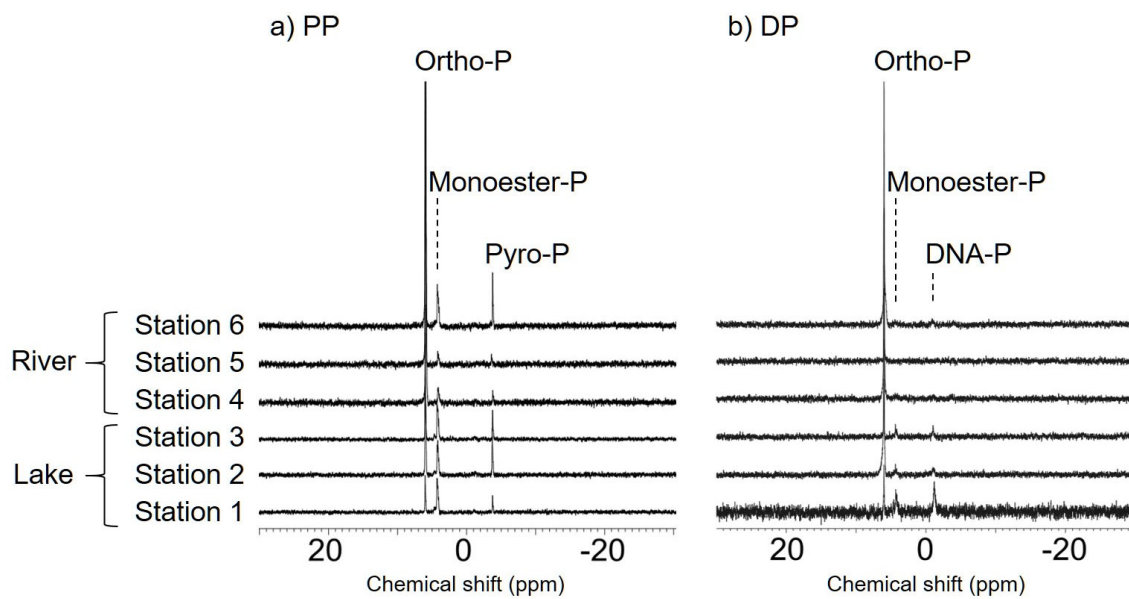 a) PP
b) DP
Ortho-P
Ortho-P
Monoester-P
Monoester-P
Pyro-P
DNA-P
River
Station 6
Station 5
Station 4
Lake
Station 3
Station 2
Station 1
20 0 -20
20 0 -20
Chemical shift (ppm)
Chemical shift (ppm)